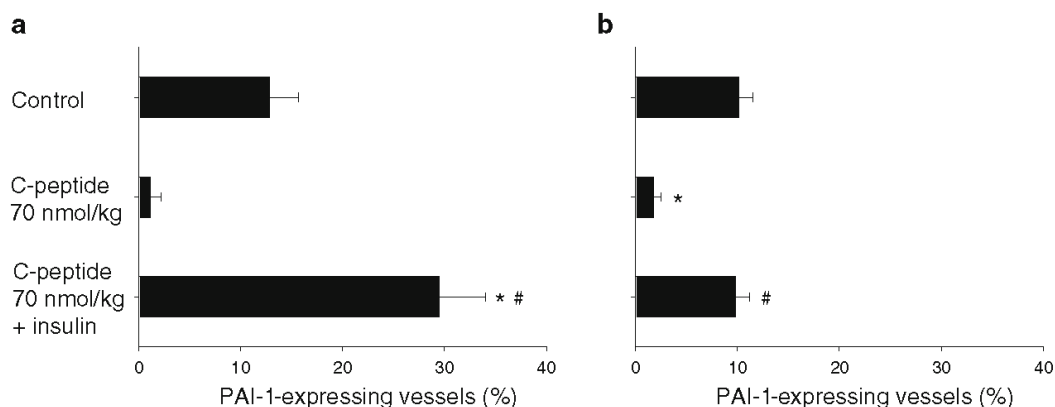 a
Control
C-peptide
70 nmol/kg
*
C-peptide
70 nmol/kg
+ insulin
* #
0 10 20 30 40
PAI-1-expressing vessels (%)
b
*
#
0 10 20 30 40
PAI-1-expressing vessels (%)